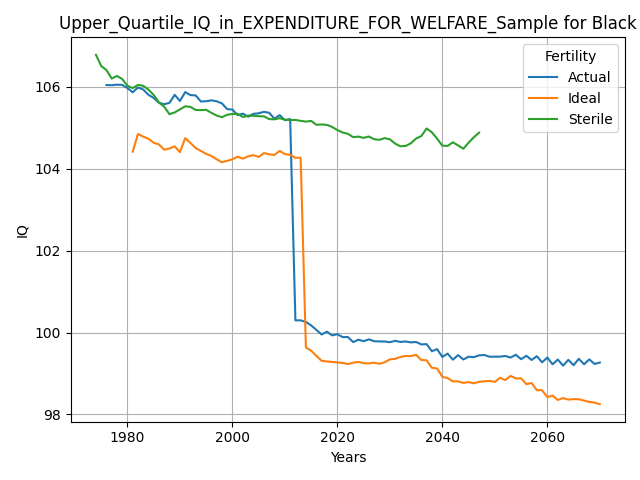 Upper_Quartile_IQ_in_EXPENDITURE_FOR_WELFARE_Sample for Black
Fertility
Actual
Ideal
Sterile
106
104
102
100
98
IQ
1980
2000
2020
2040
2060
Years